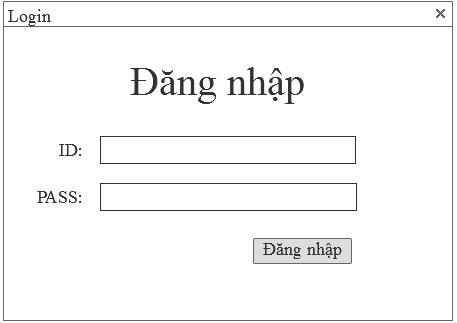 Login
Đăng nhập
ID:
PASS:
Đăng nhập